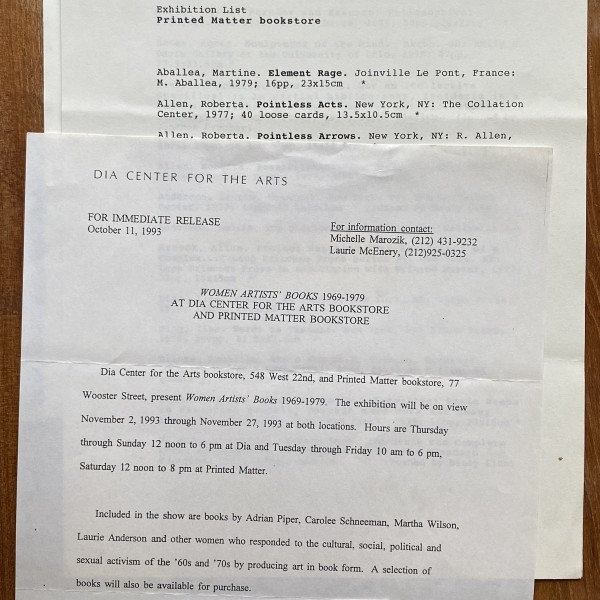 Exhibition List
Printed Matter bookstore
Aballea, Martine. Element Rage. Joinville Le Pont, France:
M. Aballea, 1979; 16pp, 23x15cm *
Allen, Roberta. Pointless Acts. New York, NY: The Collation
Center, 1977; 40 loose cards, 13.5x10.5cm *
Allen, Roberta. Pointless Arrows. New York, NY: R. Allen,
DIA CENTER FOR THE ARTS
FOR IMMEDIATE RELEASE
October 11, 1993
For information contact:
Michelle Marozik, (212) 431-9232
Laurie McEnery, (212)925-0325
WOMEN ARTISTS' BOOKS 1969-1979
AT DIA CENTER FOR THE ARTS BOOKSTORE
AND PRINTED MATTER BOOKSTORE
Dia Center for the Arts bookstore, 548 West 22nd, and Printed Matter bookstore, 77
Wooster Street, present Women Artists' Books 1969-1979. The exhibition will be on view
November 2, 1993 through November 27, 1993 at both locations. Hours are Thursday
through Sunday 12 noon to 6 pm at Dia and Tuesday through Friday 10 am to 6 pm,
Saturday 12 noon to 8 pm at Printed Matter.
Included in the show are books by Adrian Piper, Carolee Schneeman, Martha Wilson,
Laurie Anderson and other women who responded to the cultural, social, political and
sexual activism of the '60s and '70s by producing art in book form. A selection of
books will also be available for purchase.